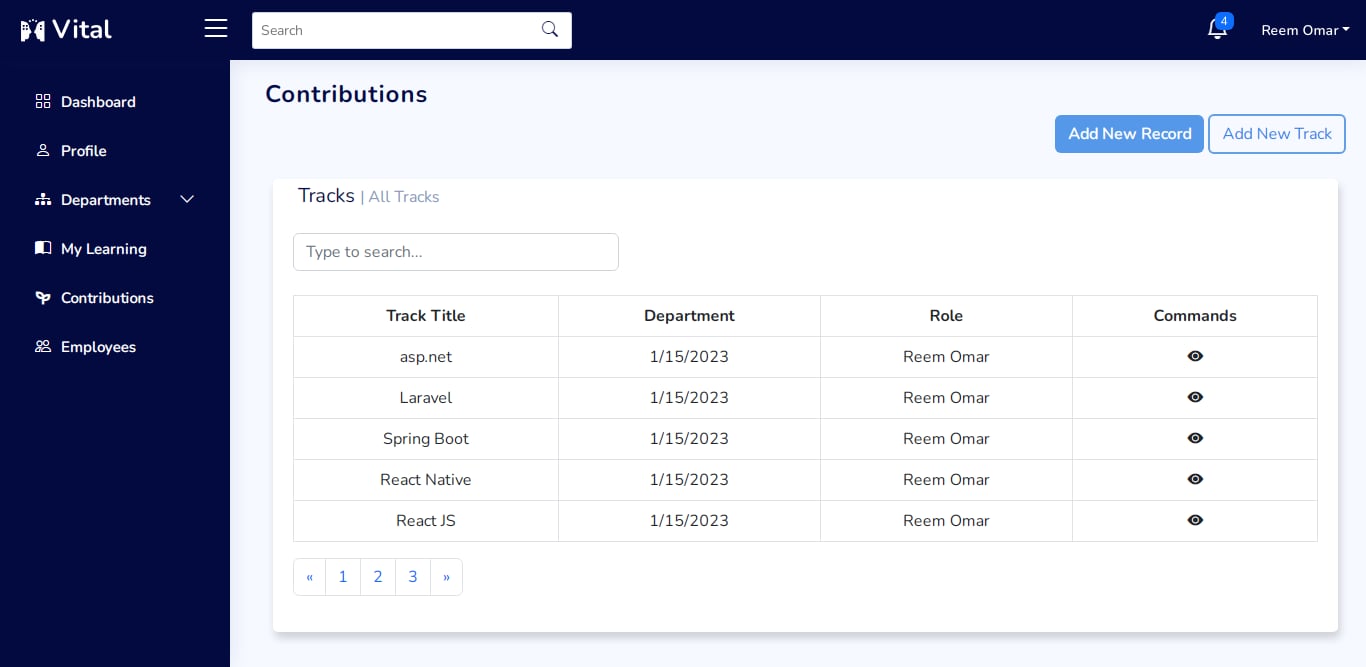 Vital
Search
4
Reem Omar
Dashboard
Profile
Departments
My Learning
Contributions
Employees
Contributions
Add New Record Add New Track
Tracks | All Tracks
Type to search...
Track Title Department Role Commands
asp.net 1/15/2023 Reem Omar
Laravel 1/15/2023 Reem Omar
Spring Boot 1/15/2023 Reem Omar
React Native 1/15/2023 Reem Omar
React JS 1/15/2023 Reem Omar
« 1 2 3 »